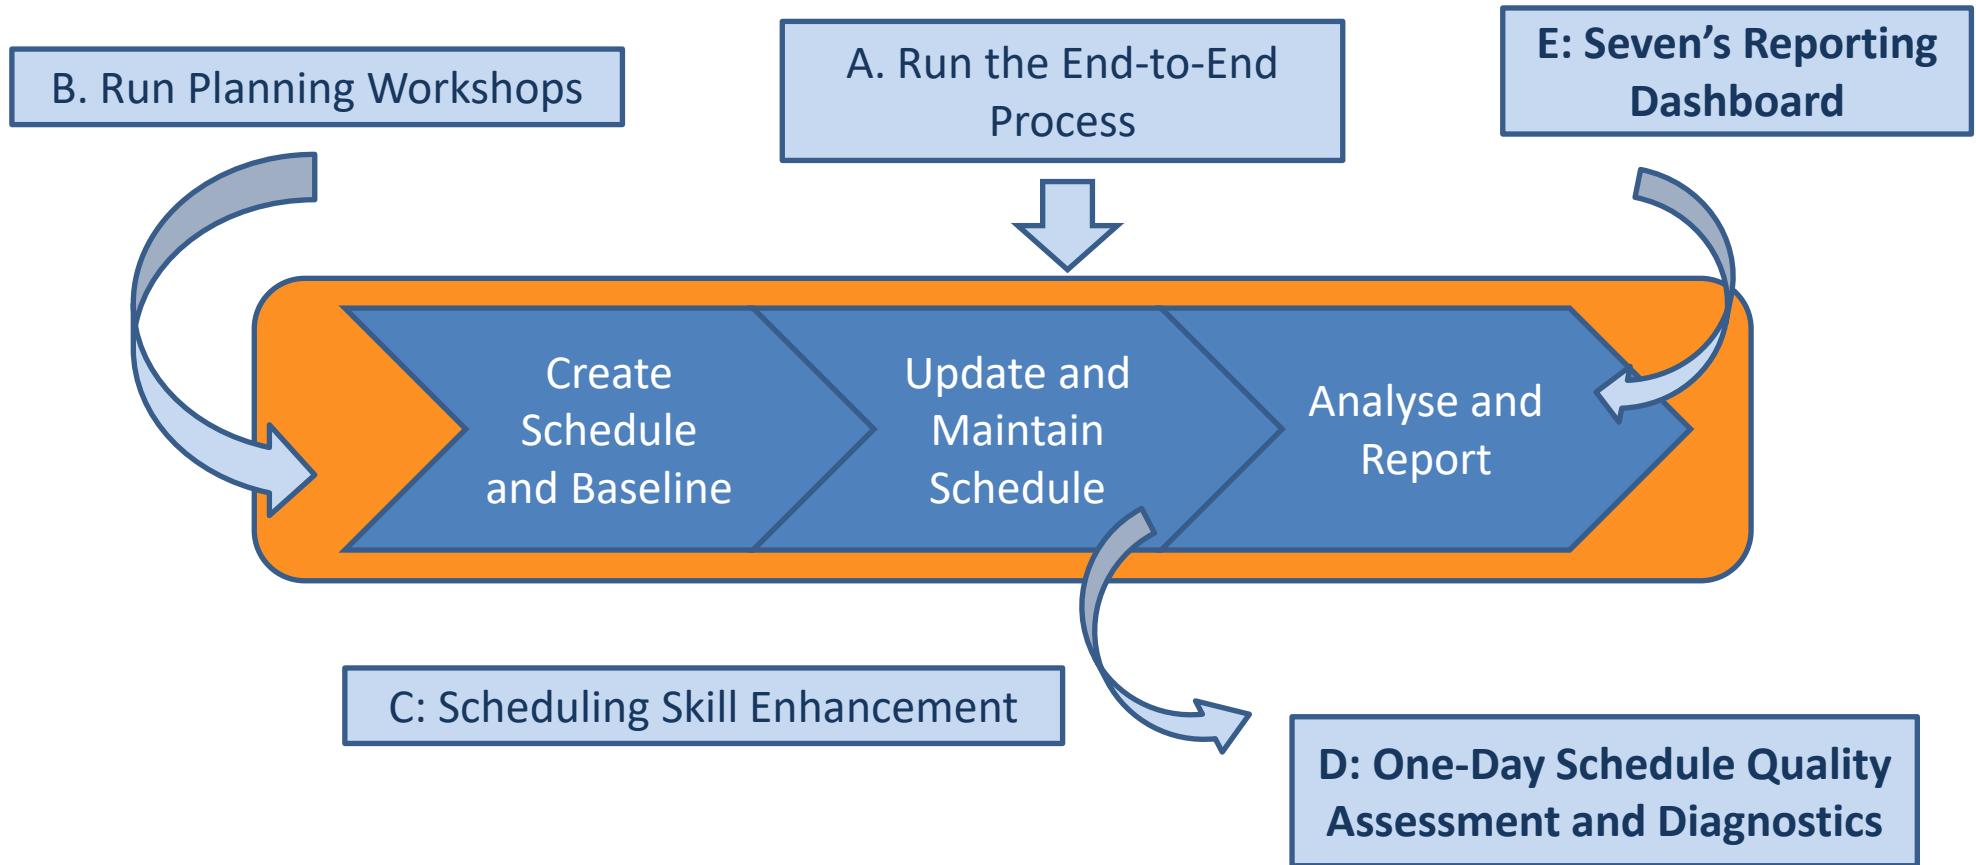 B. Run Planning Workshops
A. Run the End-to-End
Process
E: Seven’s Reporting
Dashboard
Create
Schedule
and Baseline
Update and
Maintain
Schedule
Analyse and
Report
C: Scheduling Skill Enhancement
D: One-Day Schedule Quality
Assessment and Diagnostics